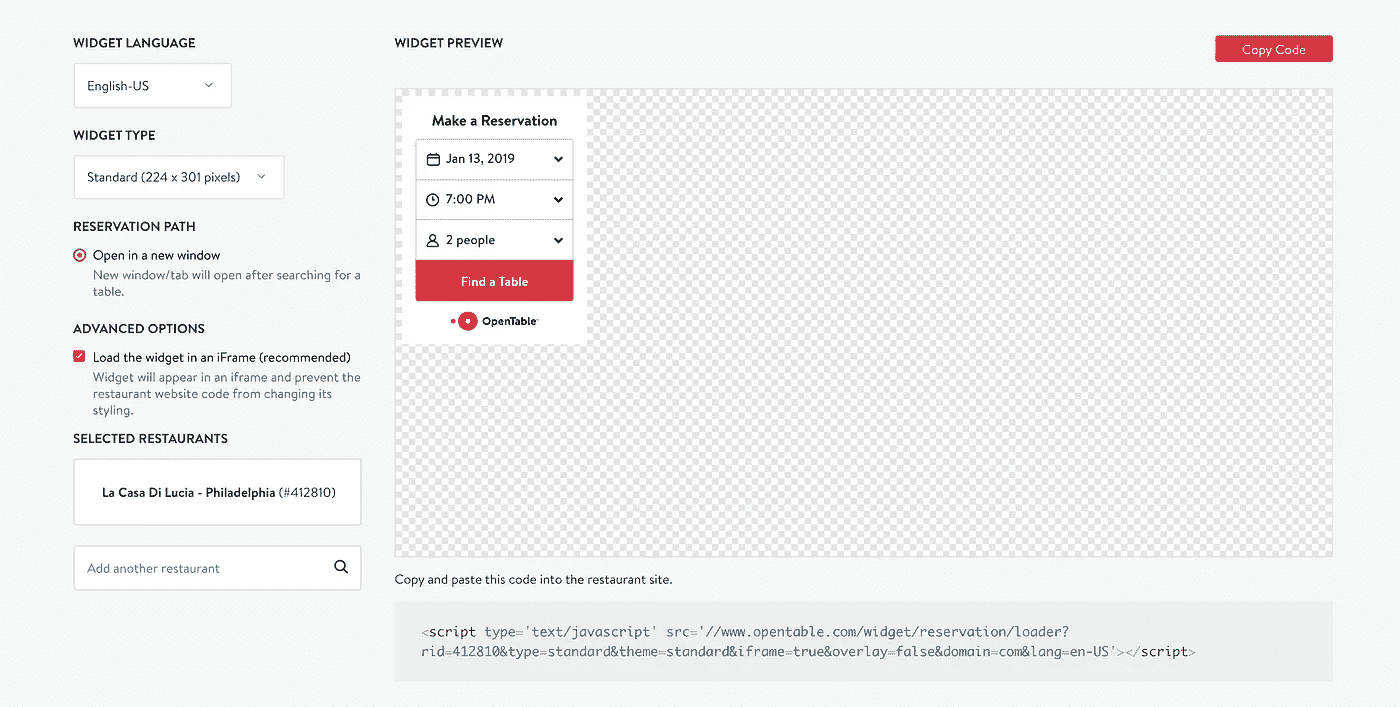 WIDGET LANGUAGE
English-US
WIDGET TYPE
Standard (224 x 301 pixels)
RESERVATION PATH
Open in a new window
New window/tab will open after searching for a
table.
ADVANCED OPTIONS
Load the widget in an iFrame (recommended)
Widget will appear in an iframe and prevent the
restaurant website code from changing its
styling.
SELECTED RESTAURANTS
La Casa Di Lucia - Philadelphia (#412810)
Add another restaurant
WIDGET PREVIEW
Copy Code
Make a Reservation
Jan 13, 2019
7:00 PM
2 people
Find a Table
OpenTable
Copy and paste this code into the restaurant site.
<script type='text/javascript' src='//www.opentable.com/widget/reservation/loader?
rid=412810&type=standard&theme=standard&iframe=true&overlay=false&domain=com&lang=en-US'></script>